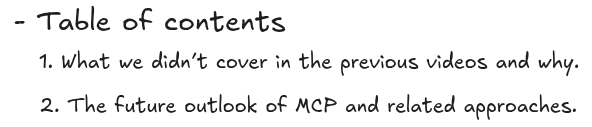 - Table of contents
1. What we didn't cover in the previous videos and why.
2. The future outlook of MCP and related approaches.